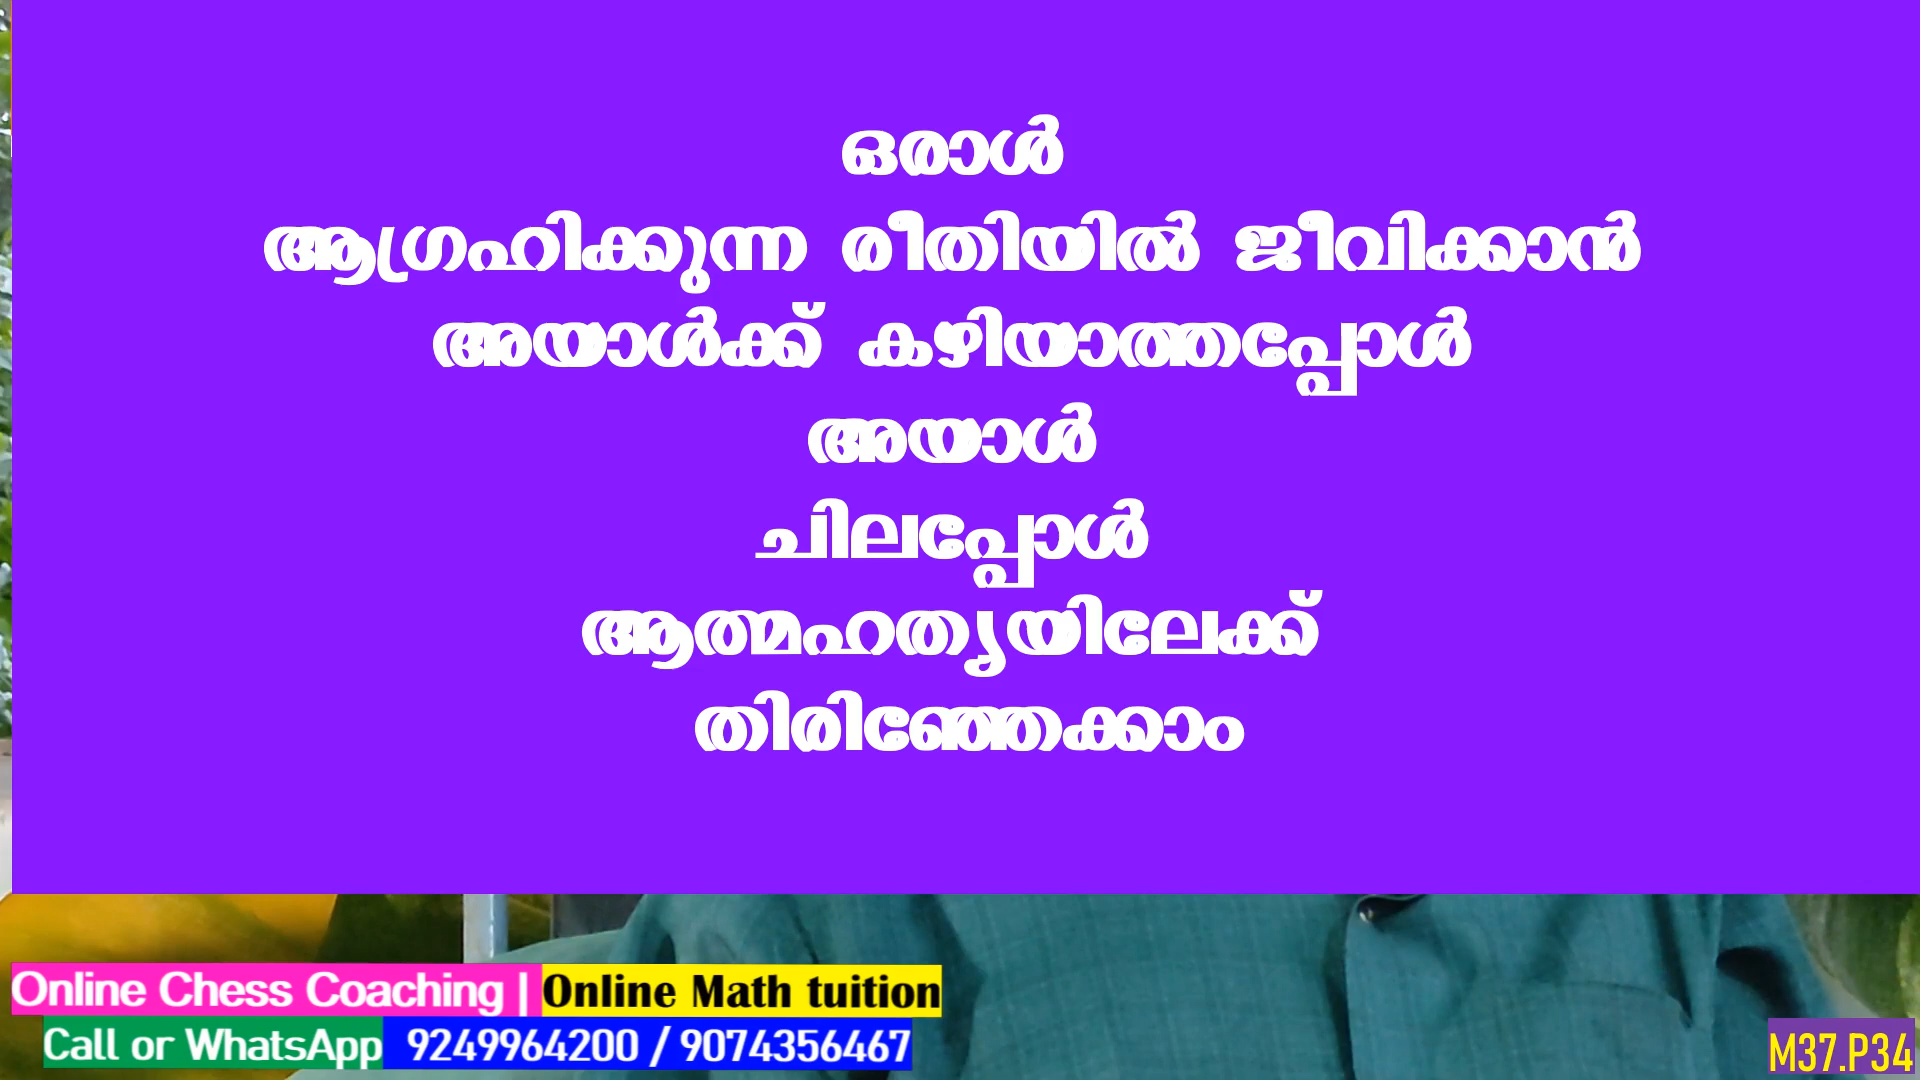 ഒരാൾ
ആഗ്രഹിക്കുന്ന രീതിയിൽ ജീവിക്കാൻ
അയാൾക്ക് കഴിയാത്തപ്പോൾ
അയാൾ
ചിലപ്പോൾ
ആത്മഹതൃയിലേക്ക്
തിരിഞ്ഞേക്കാം
Online Chess Coaching | Online Math tuition
Call or WhatsApp 9249964200 / 9074356467
M37.P34